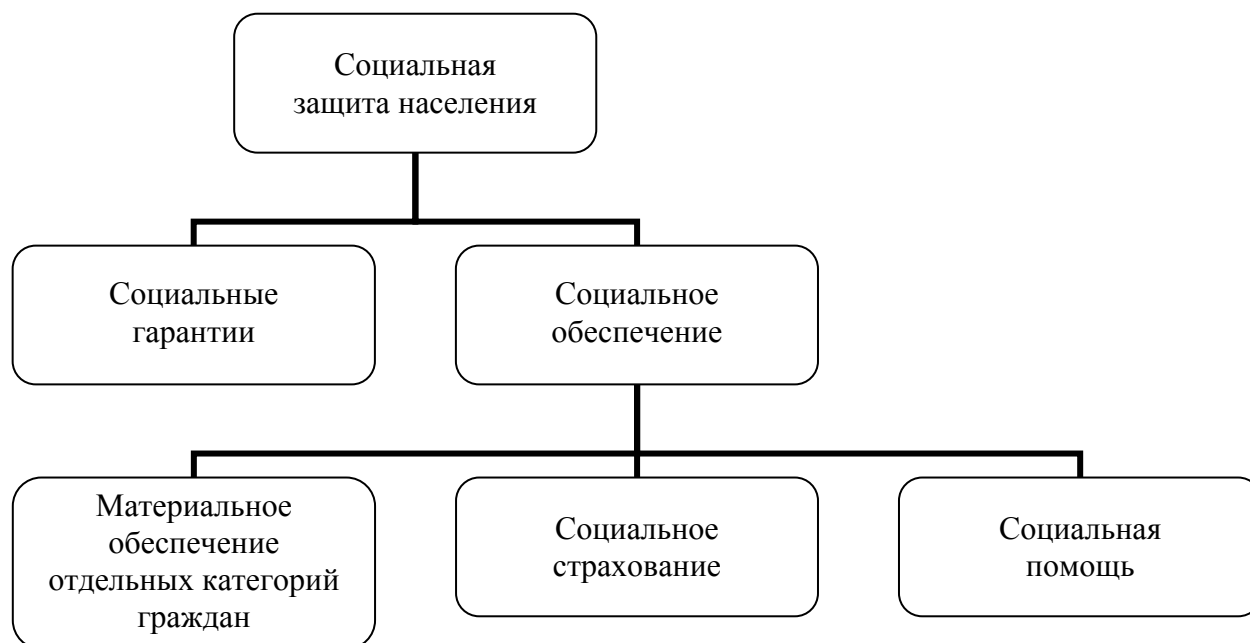 Социальная
защита населения
Социальные
гарантии
Социальное
обеспечение
Материальное
обеспечение
отдельных категорий
граждан
Социальное
страхование
Социальная
помощь